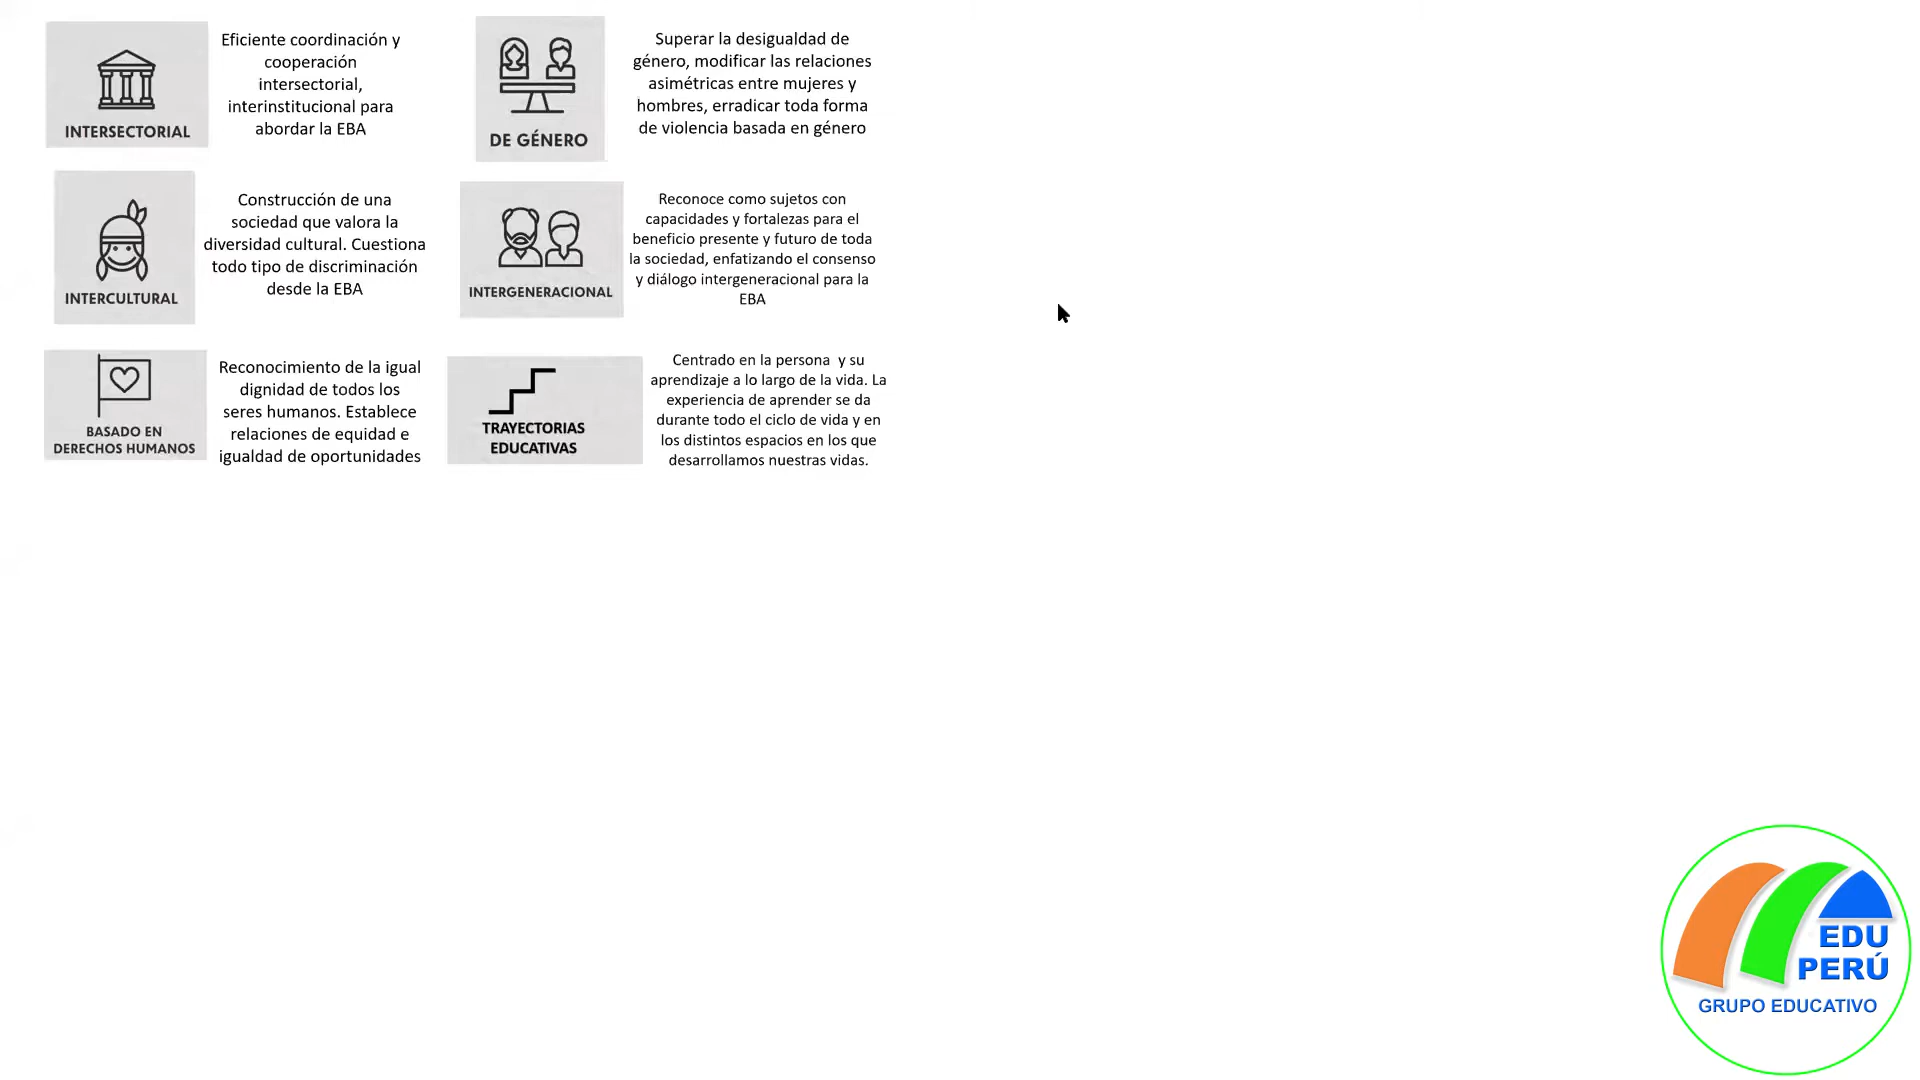 INTERSECTORIAL
Eficiente coordinación y
cooperación
intersectorial,
interinstitucional para
abordar la EBA
DE GÉNERO
Superar la desigualdad de
género, modificar las relaciones
asimétricas entre mujeres y
hombres, erradicar toda forma
de violencia basada en género
INTERCULTURAL
Construcción de una
sociedad que valora la
diversidad cultural. Cuestiona
todo tipo de discriminación
desde la EBA
INTERGENERACIONAL
Reconoce como sujetos con
capacidades y fortalezas para el
beneficio presente y futuro de toda
la sociedad, enfatizando el consenso
y diálogo intergeneracional para la
EBA
BASADO EN
DERECHOS HUMANOS
Reconocimiento de la igual
dignidad de todos los
seres humanos. Establece
relaciones de equidad e
igualdad de oportunidades
TRAYECTORIAS
EDUCATIVAS
Centrado en la persona y su
aprendizaje a lo largo de la vida. La
experiencia de aprender se da
durante todo el ciclo de vida y en
los distintos espacios en los que
desarrollamos nuestras vidas.
EDU
PERÚ
GRUPO EDUCATIVO